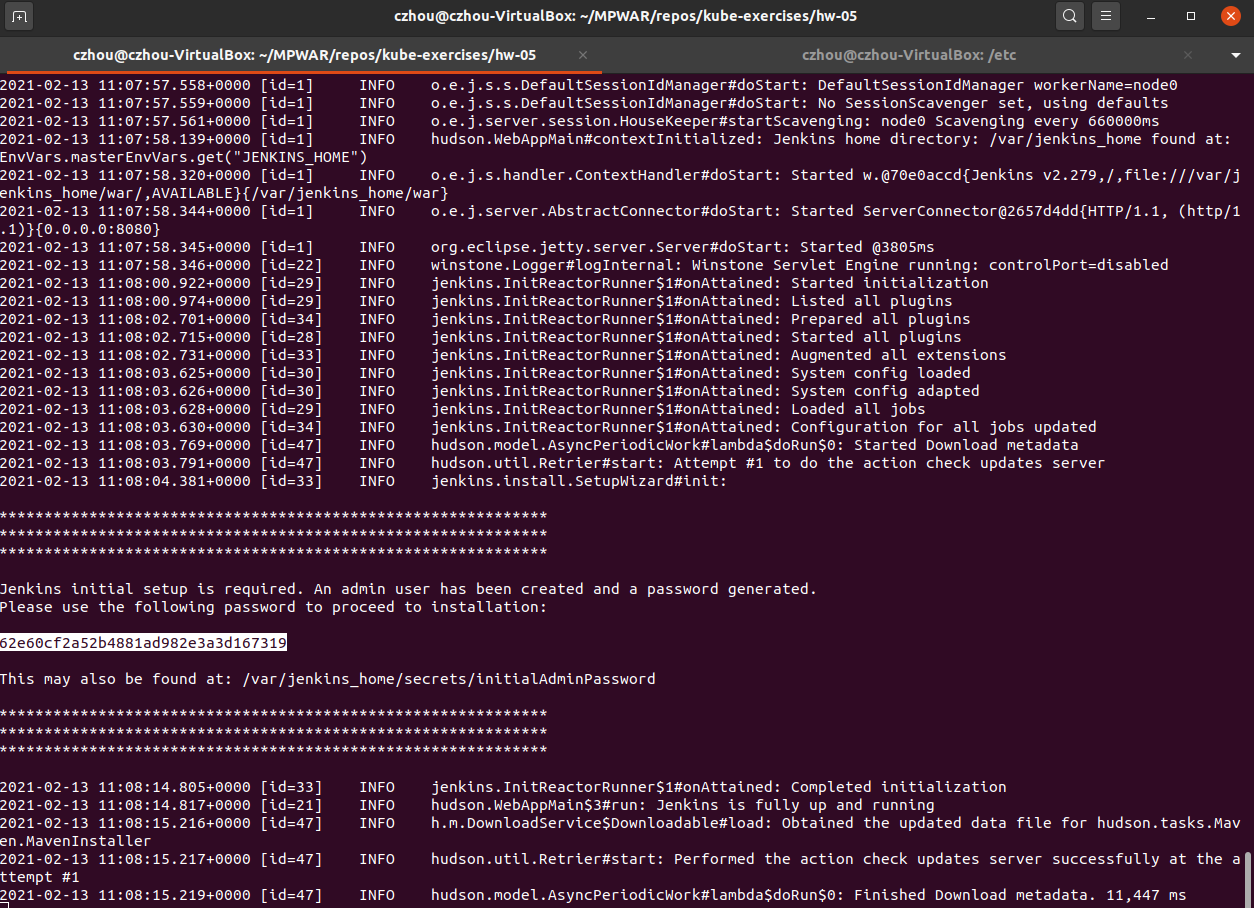 czhou@czhou-VirtualBox: ~/MPWAR/repos/kube-exercises/hw-05
czhou@czhou-VirtualBox: ~/MPWAR/repos/kube-exercises/hw-05
czhou@czhou-VirtualBox: /etc
2021-02-13 11:07:57.558+0000 [id=1]	INFO	o.e.j.s.s.DefaultSessionIdManager#doStart: DefaultSessionIdManager workerName=node0
2021-02-13 11:07:57.559+0000 [id=1]	INFO	o.e.j.s.s.DefaultSessionIdManager#doStart: No SessionScavenger set, using defaults
2021-02-13 11:07:57.561+0000 [id=1]	INFO	o.e.j.server.session.HouseKeeper#startScavenging: node0 Scavenging every 660000ms
2021-02-13 11:07:58.139+0000 [id=1]	INFO	hudson.WebAppMain#contextInitialized: Jenkins home directory: /var/jenkins_home found at:
EnvVars.masterEnvVars.get("JENKINS_HOME")
2021-02-13 11:07:58.320+0000 [id=1]	INFO	o.e.j.s.handler.ContextHandler#doStart: Started w.@70e0accd{Jenkins v2.279,/,file:///var/j
enkins_home/war/,AVAILABLE}{/var/jenkins_home/war}
2021-02-13 11:07:58.344+0000 [id=1]	INFO	o.e.j.server.AbstractConnector#doStart: Started ServerConnector@2657d4dd{HTTP/1.1, (http/1
.1)}{0.0.0.0:8080}
2021-02-13 11:07:58.345+0000 [id=1]	INFO	org.eclipse.jetty.server.Server#doStart: Started @3805ms
2021-02-13 11:07:58.346+0000 [id=22]	INFO	winstone.Logger#logInternal: Winstone Servlet Engine running: controlPort=disabled
2021-02-13 11:08:00.922+0000 [id=29]	INFO	jenkins.InitReactorRunner$1#onAttained: Started initialization
2021-02-13 11:08:00.974+0000 [id=29]	INFO	jenkins.InitReactorRunner$1#onAttained: Listed all plugins
2021-02-13 11:08:02.701+0000 [id=34]	INFO	jenkins.InitReactorRunner$1#onAttained: Prepared all plugins
2021-02-13 11:08:02.715+0000 [id=28]	INFO	jenkins.InitReactorRunner$1#onAttained: Started all plugins
2021-02-13 11:08:02.731+0000 [id=33]	INFO	jenkins.InitReactorRunner$1#onAttained: Augmented all extensions
2021-02-13 11:08:03.625+0000 [id=30]	INFO	jenkins.InitReactorRunner$1#onAttained: System config loaded
2021-02-13 11:08:03.626+0000 [id=30]	INFO	jenkins.InitReactorRunner$1#onAttained: System config adapted
2021-02-13 11:08:03.628+0000 [id=29]	INFO	jenkins.InitReactorRunner$1#onAttained: Loaded all jobs
2021-02-13 11:08:03.630+0000 [id=34]	INFO	jenkins.InitReactorRunner$1#onAttained: Configuration for all jobs updated
2021-02-13 11:08:03.769+0000 [id=47]	INFO	hudson.model.AsyncPeriodicWork#lambda$doRun$0: Started Download metadata
2021-02-13 11:08:03.791+0000 [id=47]	INFO	hudson.util.Retrier#start: Attempt #1 to do the action check updates server
2021-02-13 11:08:04.381+0000 [id=33]	INFO	jenkins.install.SetupWizard#init:
*************************************************************
*************************************************************
*************************************************************
Jenkins initial setup is required. An admin user has been created and a password generated.
Please use the following password to proceed to installation:
62e60cf2a52b4881ad982e3a3d167319
This may also be found at: /var/jenkins_home/secrets/initialAdminPassword
*************************************************************
*************************************************************
*************************************************************
2021-02-13 11:08:14.805+0000 [id=33]	INFO	jenkins.InitReactorRunner$1#onAttained: Completed initialization
2021-02-13 11:08:14.817+0000 [id=21]	INFO	hudson.WebAppMain$3#run: Jenkins is fully up and running
2021-02-13 11:08:15.216+0000 [id=47]	INFO	h.m.DownloadService$Downloadable#load: Obtained the updated data file for hudson.tasks.Mav
en.MavenInstaller
2021-02-13 11:08:15.217+0000 [id=47]	INFO	hudson.util.Retrier#start: Performed the action check updates server successfully at the a
ttempt #1
2021-02-13 11:08:15.219+0000 [id=47]	INFO	hudson.model.AsyncPeriodicWork#lambda$doRun$0: Finished Download metadata. 11,447 ms